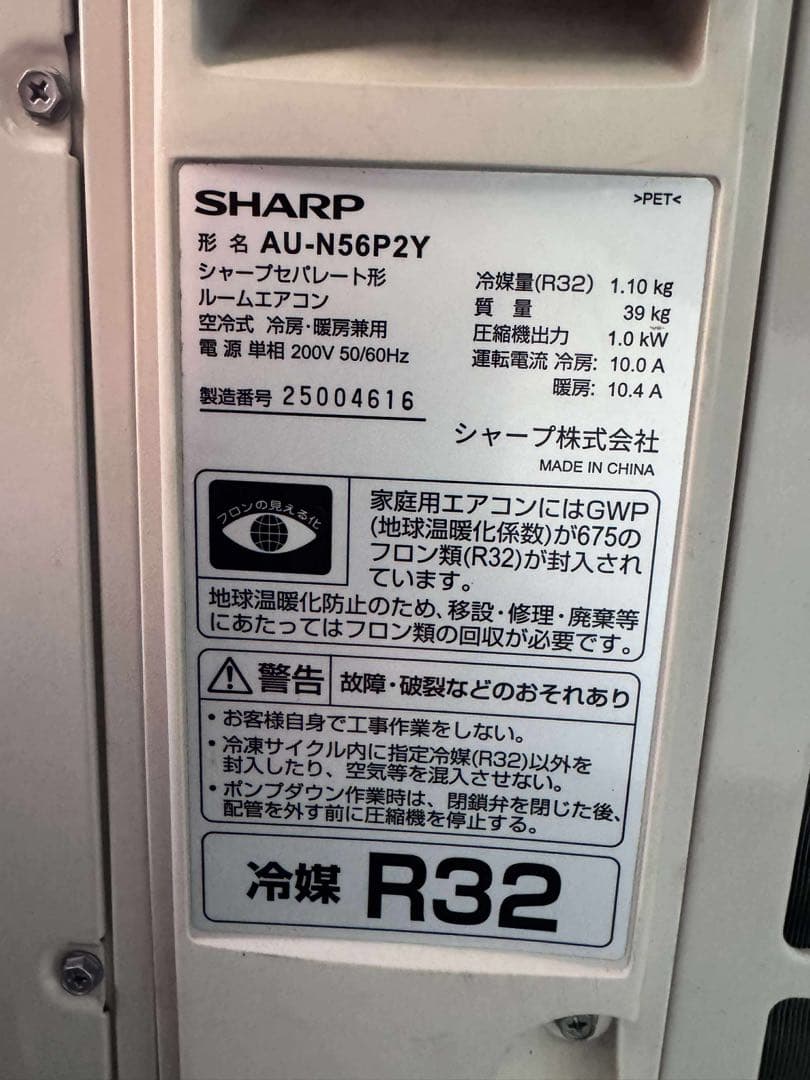 SHARP
>PET<
形 名 AU-N56P2Y
シャープセパレート形
ルームエアコン
空冷式 冷房・暖房兼用
電 源 単相 200V 50/60Hz
製造番号 25004616
冷媒量(R32) 1.10 kg
質 量 39 kg
圧縮機出力 1.0 kW
運転電流 冷房: 10.0 A
暖房: 10.4 A
シャープ株式会社
MADE IN CHINA
フロンの見える化
家庭用エアコンにはGWP
(地球温暖化係数)が675の
フロン類(R32)が封入され
ています。
地球温暖化防止のため、移設・修理・廃棄等
にあたってはフロン類の回収が必要です。
警告 故障・破裂などのおそれあり
・お客様自身で工事作業をしない。
・冷凍サイクル内に指定冷媒(R32)以外を
封入したり、空気等を混入させない。
・ポンプダウン作業時は、閉鎖弁を閉じた後、
配管を外す前に圧縮機を停止する。
冷媒 R32